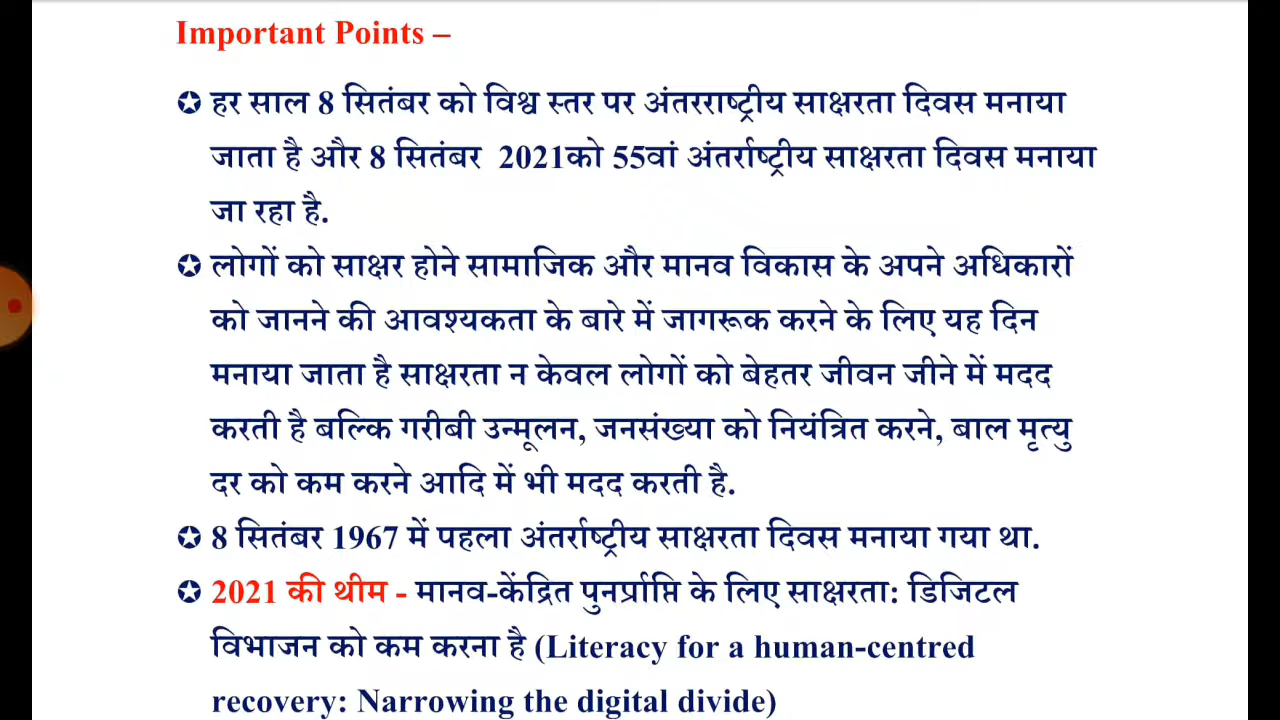 Important Points –
✪ हर साल 8 सितंबर को विश्व स्तर पर अंतरराष्ट्रीय साक्षरता दिवस मनाया
जाता है और 8 सितंबर 2021को 55वां अंतर्राष्ट्रीय साक्षरता दिवस मनाया
जा रहा है.
✪ लोगों को साक्षर होने सामाजिक और मानव विकास के अपने अधिकारों
को जानने की आवश्यकता के बारे में जागरूक करने के लिए यह दिन
मनाया जाता है साक्षरता न केवल लोगों को बेहतर जीवन जीने में मदद
करती है बल्कि गरीबी उन्मूलन, जनसंख्या को नियंत्रित करने, बाल मृत्यु
दर को कम करने आदि में भी मदद करती है.
✪ 8 सितंबर 1967 में पहला अंतर्राष्ट्रीय साक्षरता दिवस मनाया गया था.
✪ 2021 की थीम - मानव-केंद्रित पुनर्प्राप्ति के लिए साक्षरता: डिजिटल
विभाजन को कम करना है (Literacy for a human-centred
recovery: Narrowing the digital divide)